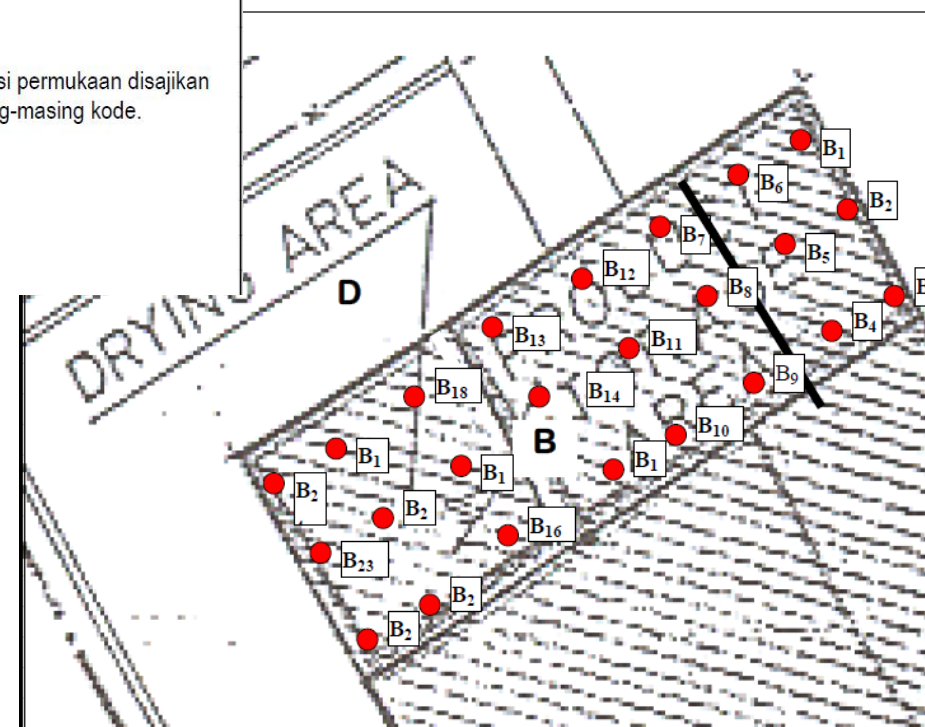 si permukaan disajikan
g-masing kode.
DRYING AREA
D
B
B1
B6
B2
B7
B5
B12
B8
B4
B13
B11
B9
B18
B14
B10
B1
B1
B1
B2
B2
B16
B23
B2
B2